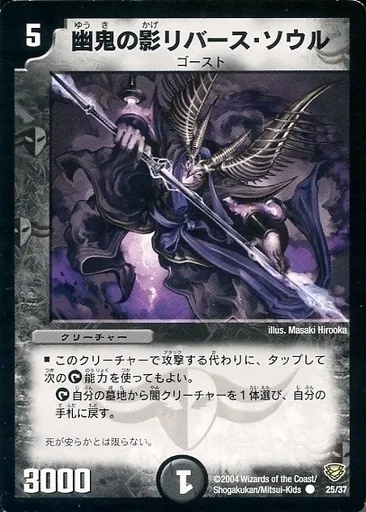 5
幽鬼の影リバース・ソウル
ゆうき かげ
ゴースト
illus. Masaki Hirooka
クリーチャー
■ このクリーチャーで攻撃する代わりに、タップして
次の能力を使ってもよい。
自分の墓地から闇クリーチャーを1体選び、自分の
手札に戻す。
死が安らかとは限らない。
3000
1
©2004 Wizards of the Coast/
Shogakukan/Mitsui-Kids ● 25/37